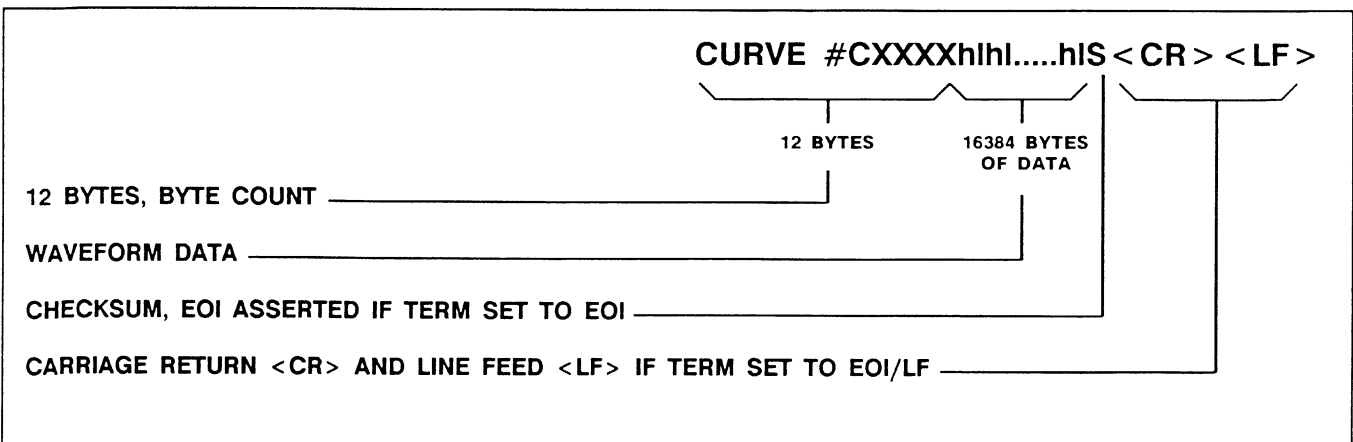 CURVE #CXXXXhlhl.....hlS<CR> <LF>
12 BYTES
16384 BYTES
OF DATA
12 BYTES, BYTE COUNT
WAVEFORM DATA
CHECKSUM, EOI ASSERTED IF TERM SET TO EOI
CARRIAGE RETURN <CR> AND LINE FEED <LF> IF TERM SET TO EOI/LF